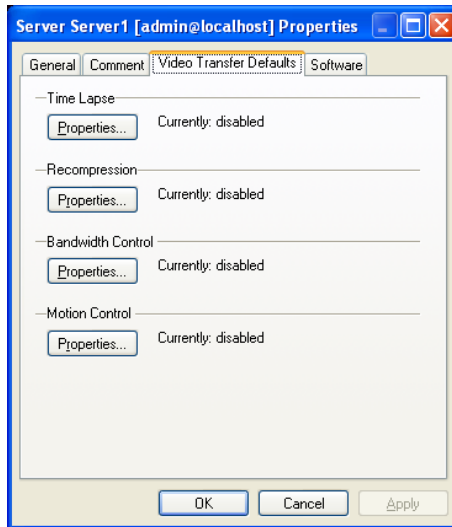 Server Server1 [admin@localhost] Properties
General Comment Video Transfer Defaults Software
Time Lapse
Properties... Currently: disabled
Recompression
Properties... Currently: disabled
Bandwidth Control
Properties... Currently: disabled
Motion Control
Properties... Currently: disabled
OK Cancel Apply